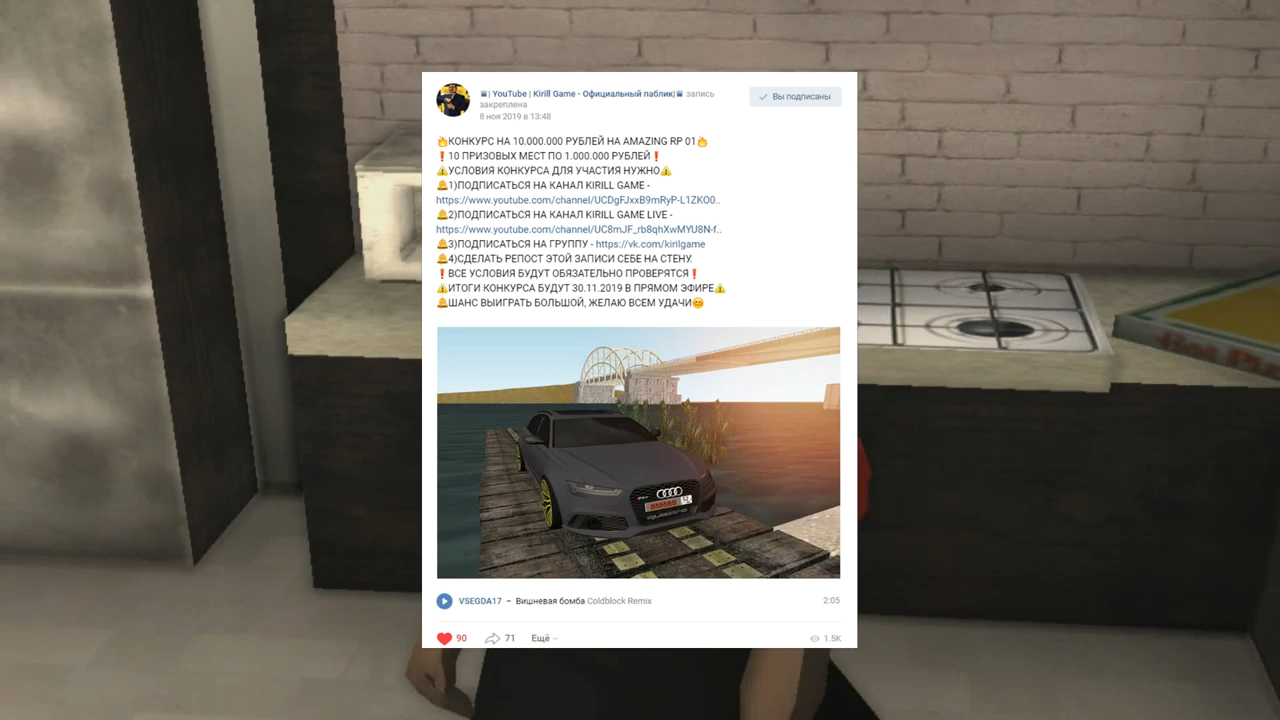 ♛| YouTube | Kirill Game - Официальный паблик|♛ запись
закреплена
8 ноя 2019 в 13:48
✓ Вы подписаны
🔥КОНКУРС НА 10.000.000 РУБЛЕЙ НА AMAZING RP 01🔥
❗10 ПРИЗОВЫХ МЕСТ ПО 1.000.000 РУБЛЕЙ❗
⚠УСЛОВИЯ КОНКУРСА ДЛЯ УЧАСТИЯ НУЖНО⚠
🔔1)ПОДПИСАТЬСЯ НА КАНАЛ KIRILL GAME -
https://www.youtube.com/channel/UCDgFJxxB9mRyP-L1ZKO0..
🔔2)ПОДПИСАТЬСЯ НА КАНАЛ KIRILL GAME LIVE -
https://www.youtube.com/channel/UC8mJF_rb8qhXwMYU8N-f..
🔔3)ПОДПИСАТЬСЯ НА ГРУППУ - https://vk.com/kirilgame
🔔4)СДЕЛАТЬ РЕПОСТ ЭТОЙ ЗАПИСИ СЕБЕ НА СТЕНУ.
❗ВСЕ УСЛОВИЯ БУДУТ ОБЯЗАТЕЛЬНО ПРОВЕРЯТСЯ❗
⚠ИТОГИ КОНКУРСА БУДУТ 30.11.2019 В ПРЯМОМ ЭФИРЕ⚠
🔔ШАНС ВЫИГРАТЬ БОЛЬШОЙ, ЖЕЛАЮ ВСЕМ УДАЧИ😊
quattro
VSEGDA17 – Вишневая бомба Coldblock Remix 2:05
90 71 Ещё 1.5K